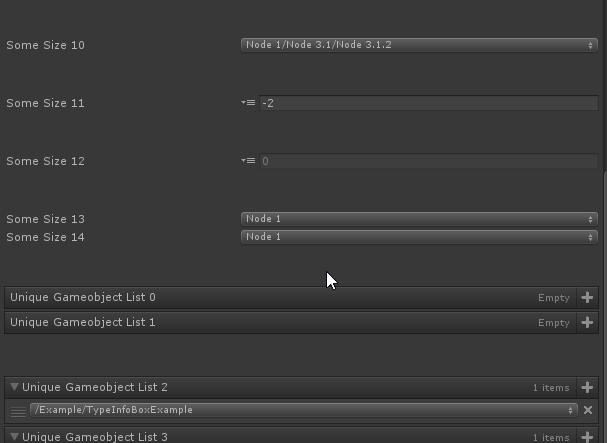 Some Size 10 Node 1/Node 3.1/Node 3.1.2
Some Size 11 -2
Some Size 12 0
Some Size 13 Node 1
Some Size 14 Node 1
Unique Gameobject List 0 Empty
Unique Gameobject List 1 Empty
Unique Gameobject List 2 1 items
/Example/TypeInfoBoxExample
Unique Gameobject List 3 1 items